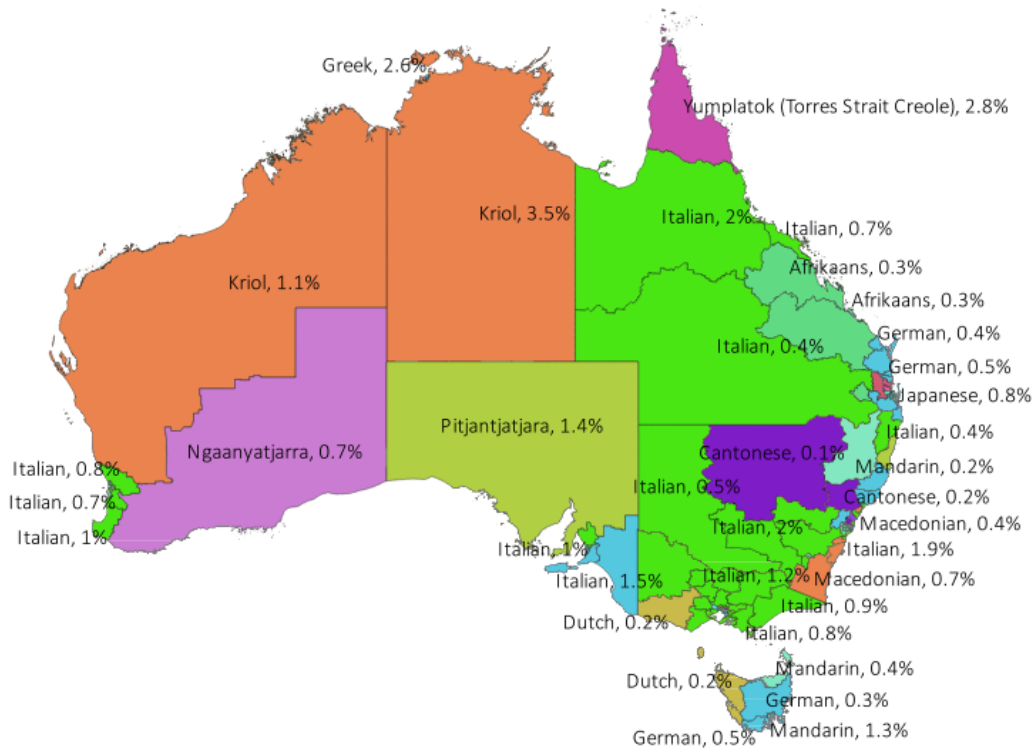 Greek, 2.6%
Yumplatok (Torres Strait Creole), 2.8%
Kriol, 3.5%
Italian, 2%
Italian, 0.7%
Afrikaans, 0.3%
Kriol, 1.1%
Afrikaans, 0.3%
German, 0.4%
Italian, 0.4%
German, 0.5%
Japanese, 0.8%
Pitjantjatjara, 1.4%
Italian, 0.4%
Ngaanyatjarra, 0.7%
Cantonese, 0.1%
Italian, 0.8%
Mandarin, 0.2%
Italian, 0.5%
Cantonese, 0.2%
Italian, 0.7%
Italian, 2%
Macedonian, 0.4%
Italian, 1%
Italian, 1%
Italian, 1.9%
Italian, 1.5%
Italian, 1.2%
Macedonian, 0.7%
Italian, 0.9%
Dutch, 0.2%
Italian, 0.8%
Mandarin, 0.4%
Dutch, 0.2%
German, 0.3%
Mandarin, 1.3%
German, 0.5%